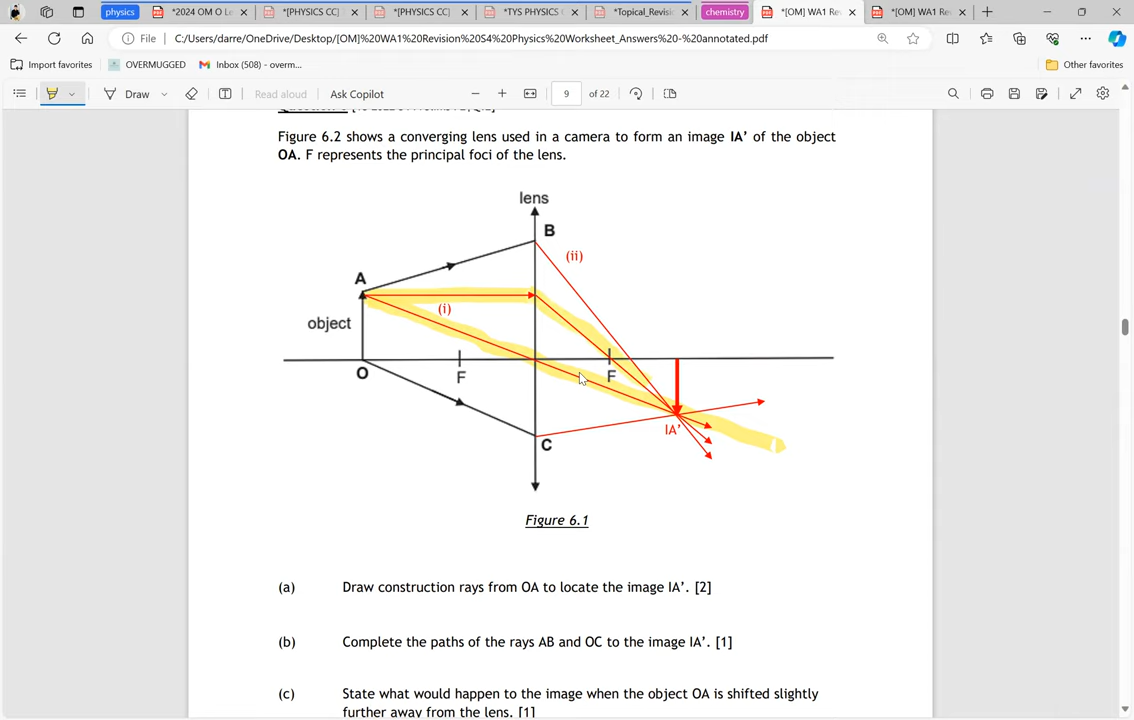 physics
*2024 OM O Le
*[PHYSICS CC]
*[PHYSICS CC]
*TYS PHYSICS
*Topical_Revis
chemistry
*[OM] WA1 Re
*[OM] WA1 Re
File
C:/Users/darre/OneDrive/Desktop/[OM]%20WA1%20Revision%20S4%20Physics%20Worksheet_Answers%20-%20annotated.pdf
Import favorites
OVERMUGGED
Inbox (508) – overm...
Other favorites
Draw
Read aloud
Ask Copilot
9
of 22
Figure 6.2 shows a converging lens used in a camera to form an image IA’ of the object
OA. F represents the principal foci of the lens.
lens
B
(ii)
A
(i)
object
O
F
F
IA’
C
Figure 6.1
(a) Draw construction rays from OA to locate the image IA’. [2]
(b) Complete the paths of the rays AB and OC to the image IA’. [1]
(c) State what would happen to the image when the object OA is shifted slightly
further away from the lens. [1]